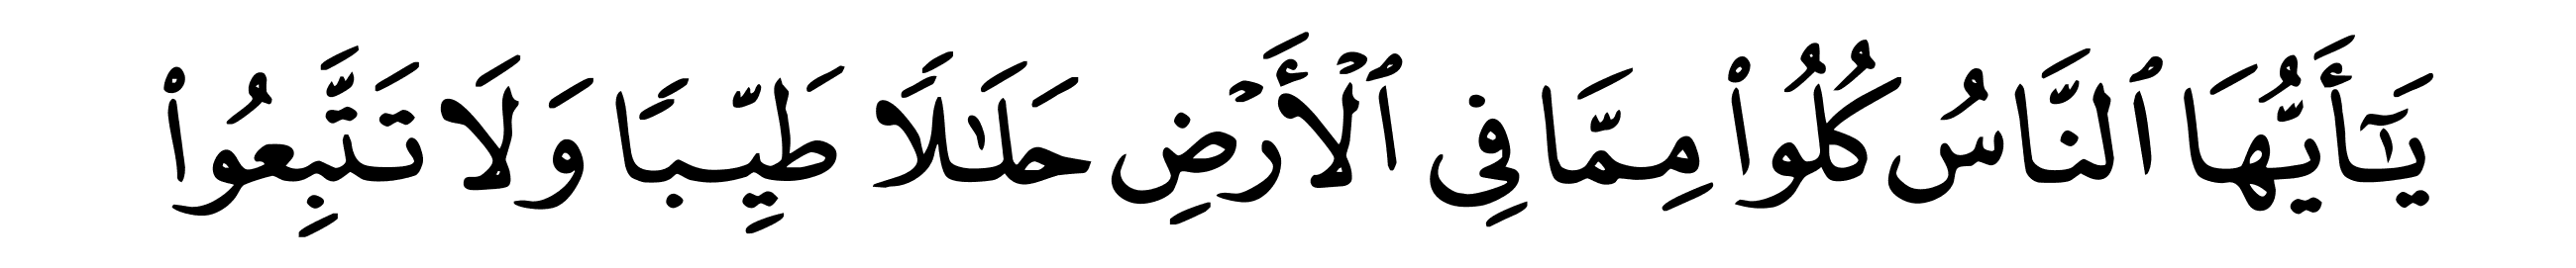 يَٰٓأَيُّهَا ٱلنَّاسُ كُلُوا۟ مِمَّا فِى ٱلْأَرْضِ حَلَٰلًا طَيِّبًا وَلَا تَتَّبِعُوا۟